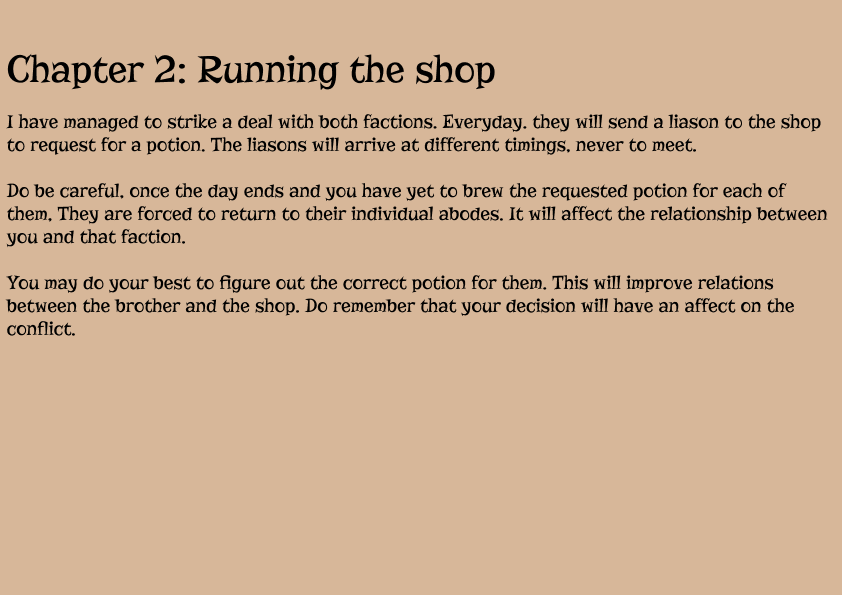 Chapter 2: Running the shop
I have managed to strike a deal with both factions. Everyday, they will send a liason to the shop
to request for a potion. The liasons will arrive at different timings, never to meet.
Do be careful, once the day ends and you have yet to brew the requested potion for each of
them. They are forced to return to their individual abodes. It will affect the relationship between
you and that faction.
You may do your best to figure out the correct potion for them. This will improve relations
between the brother and the shop. Do remember that your decision will have an affect on the
conflict.